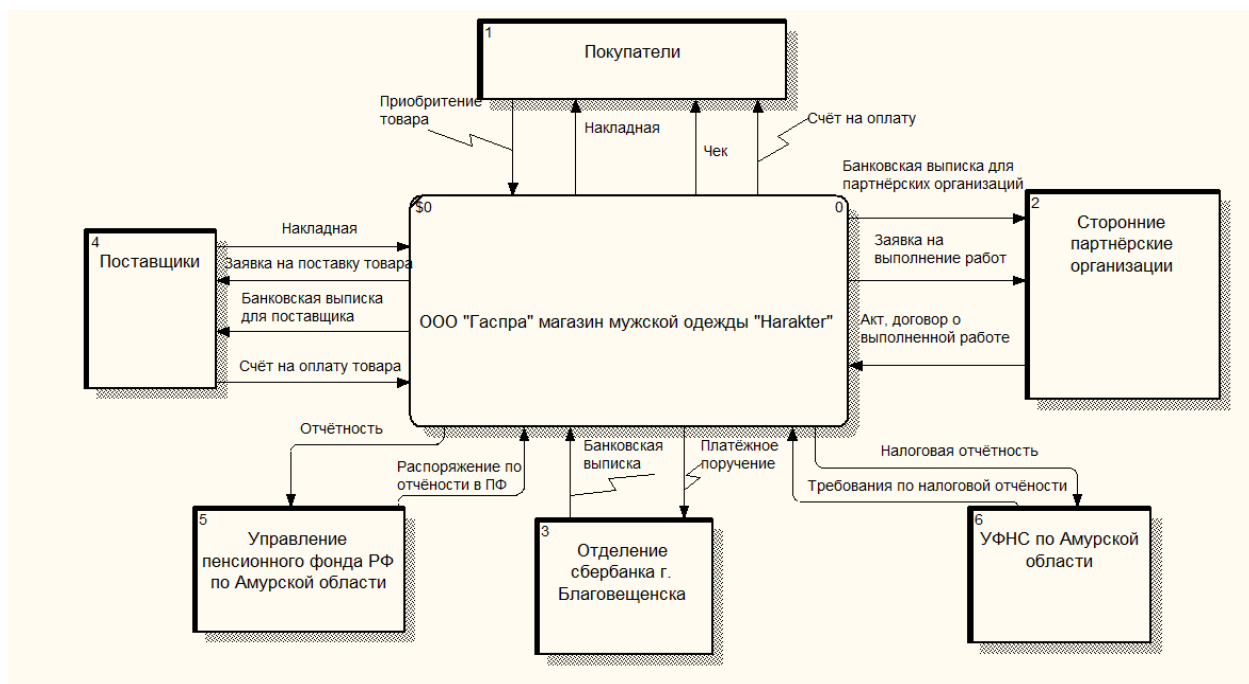 1
Покупатели
Приобритение
товара
Накладная
Чек
Счёт на оплату
Банковская выписка для
партнёрских организаций
$0
0
2
Сторонние
партнёрские
организации
Заявка на
выполнение работ
Акт, договор о
выполненной работе
4
Поставщики
Накладная
Заявка на поставку товара
Банковская выписка
для поставщика
Счёт на оплату товара
ООО "Гаспра" магазин мужской одежды "Harakter"
Отчётность
Распоряжение по
отчёности в ПФ
Банковская
выписка
Платёжное
поручение
Налоговая отчётность
Требования по налоговой отчёности
5
Управление
пенсионного фонда РФ
по Амурской области
3
Отделение
сбербанка г.
Благовещенска
6
УФНС по Амурской
области